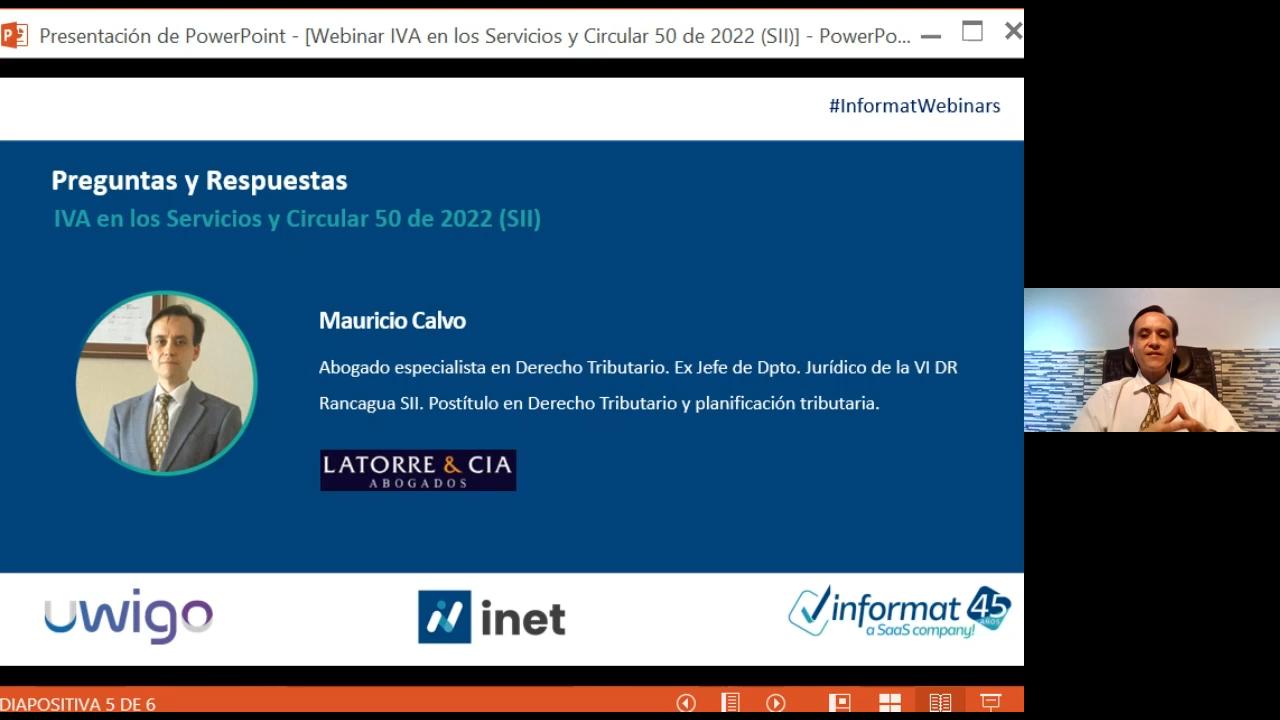 Presentación de PowerPoint - [Webinar IVA en los Servicios y Circular 50 de 2022 (SII)] - PowerPo...
#InformatWebinars
Preguntas y Respuestas
IVA en los Servicios y Circular 50 de 2022 (SII)
Mauricio Calvo
Abogado especialista en Derecho Tributario. Ex Jefe de Dpto. Jurídico de la VI DR
Rancagua SII. Postítulo en Derecho Tributario y planificación tributaria.
LATORRE & CIA
ABOGADOS
uwigo
inet
informat 45 AÑOS
a SaaS company!
DIAPOSITIVA 5 DE 6